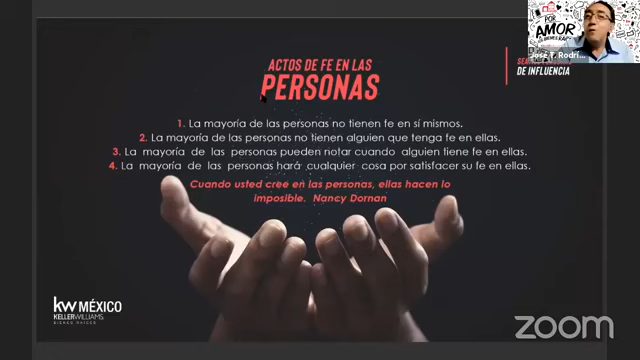 ACTOS DE FE EN LAS
PERSONAS
1. La mayoría de las personas no tienen fe en sí mismos.
2. La mayoría de las personas no tienen alguien que tenga fe en ellas.
3. La mayoría de las personas pueden notar cuando alguien tiene fe en ellas.
4. La mayoría de las personas hará cualquier cosa por satisfacer su fe en ellas.
Cuando usted cree en las personas, ellas hacen lo
imposible. Nancy Dornan
POR
AMOR
José T. Rodrí...
DE INFLUENCIA
kw MÉXICO
KELLERWILLIAMS.
BIENES RAÍCES
zoom